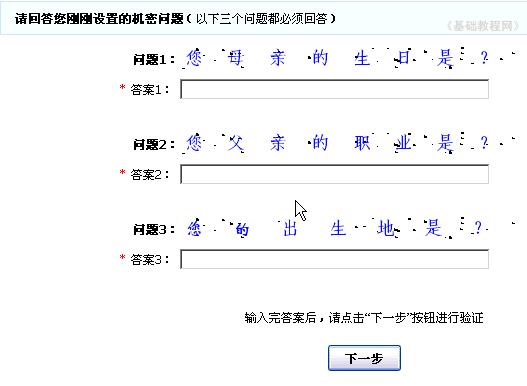 请回答您刚刚设置的机密问题(以下三个问题都必须回答)
《基础教程网》
问题1：您母亲的生日是？
* 答案1：
问题2：您父亲的职业是？
* 答案2：
问题3：您的出生地是？
* 答案3：
输入完答案后，请点击“下一步”按钮进行验证
下一步